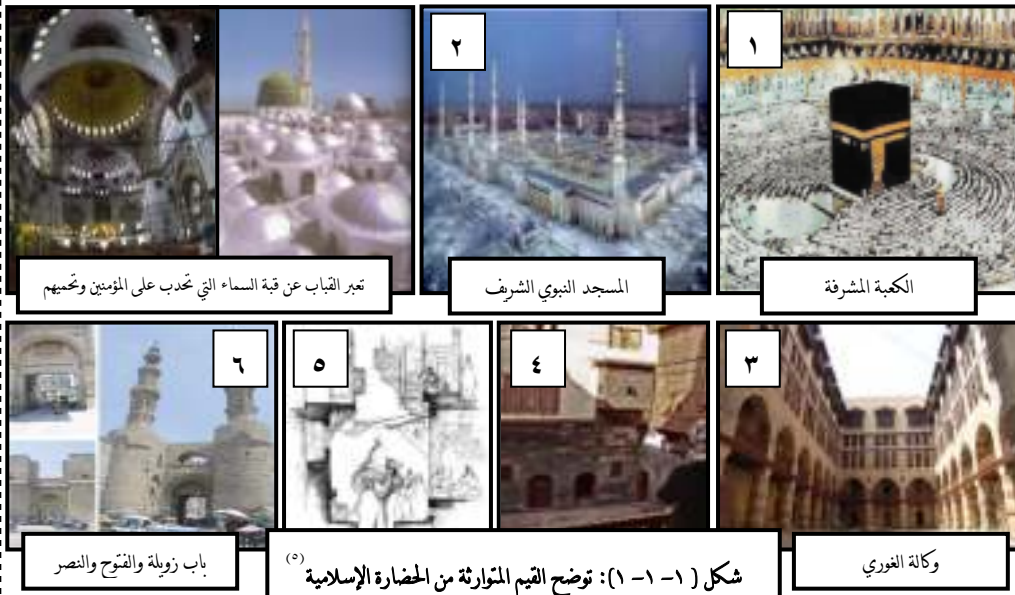 ١
٢
الكعبة المشرفة
المسجد النبوي الشريف
تعبر القباب عن قبة السماء التي تحدب على المؤمنين وتحميهم
٣
٤
٥
٦
وكالة الغوري
شكل ( ١- ١- ١): توضح القيم المتوارثة من الحضارة الإسلامية (٥)
باب زويلة والفتوح والنصر